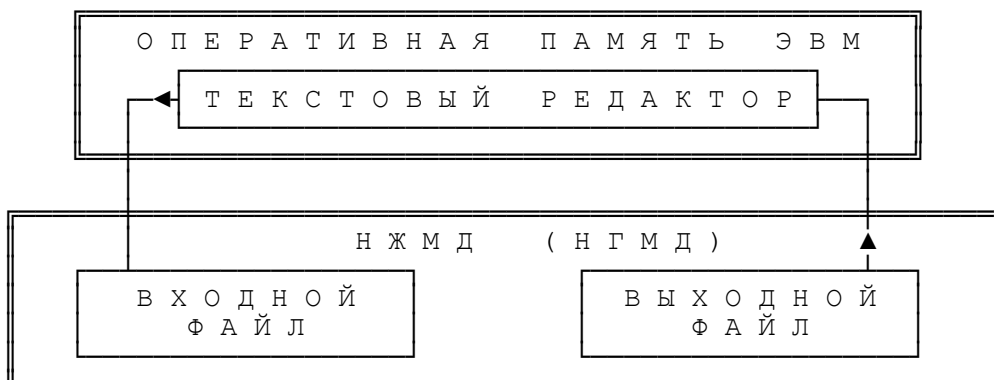 ОПЕРАТИВНАЯ ПАМЯТЬ ЭВМ
ТЕКСТОВЫЙ РЕДАКТОР
НЖМД (НГМД)
ВХОДНОЙ
ФАЙЛ
ВЫХОДНОЙ
ФАЙЛ